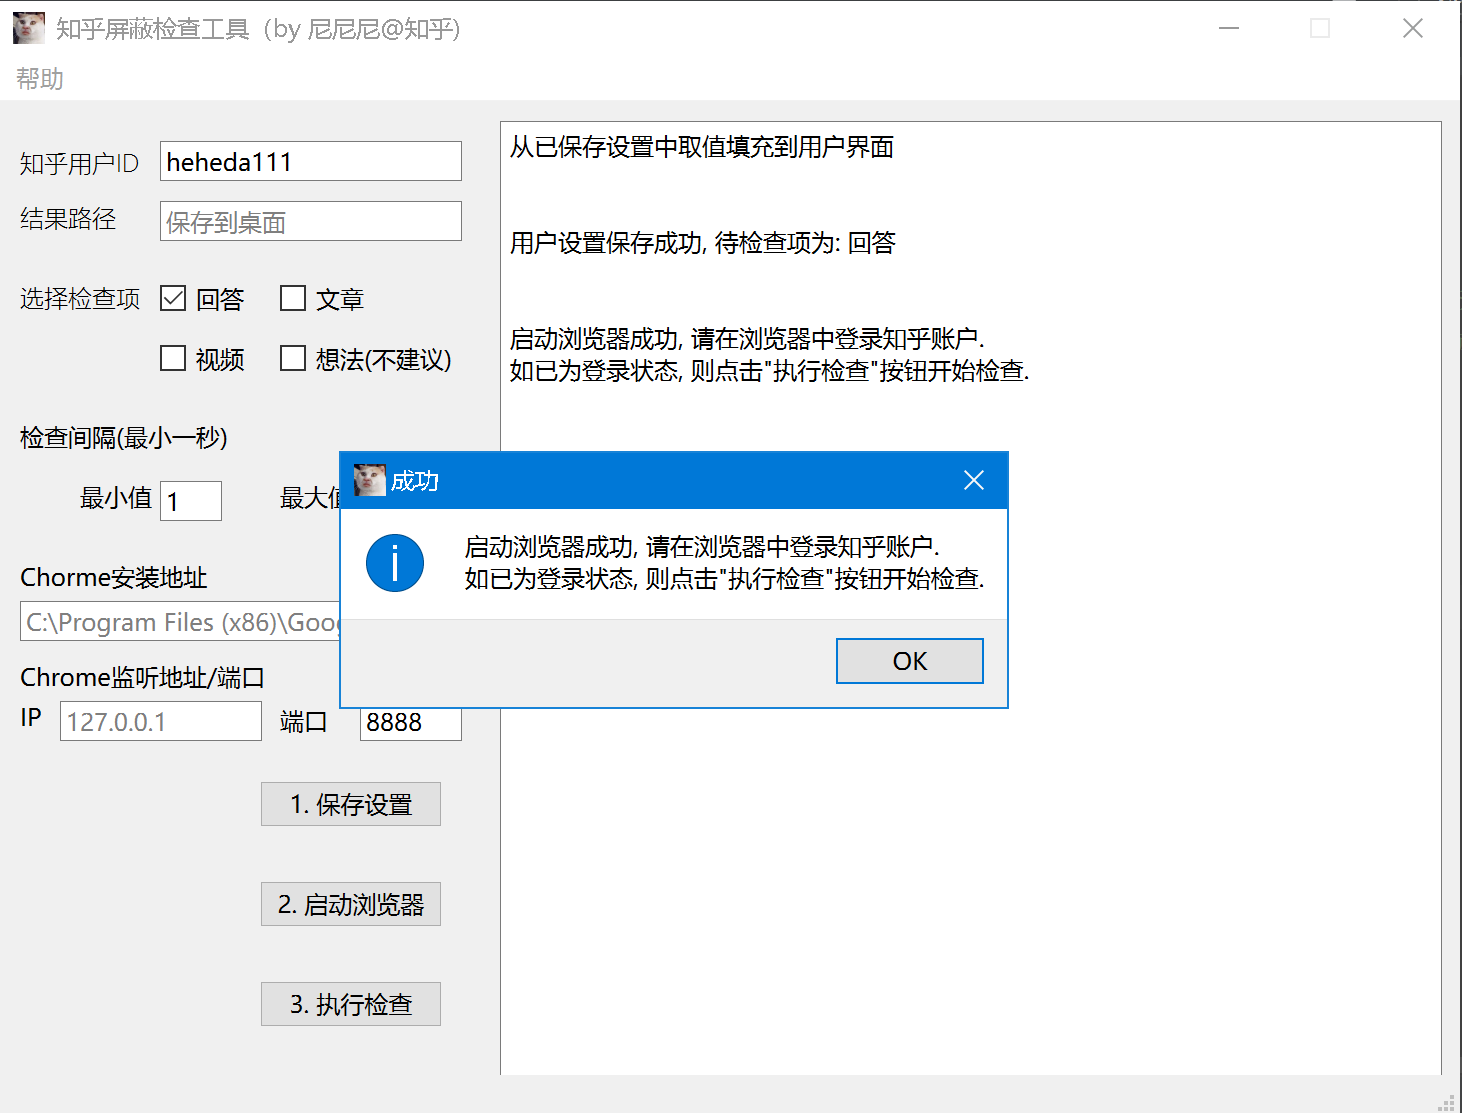 知乎屏蔽检查工具（by 尼尼尼@知乎)
帮助
知乎用户ID
heheda111
结果路径
保存到桌面
选择检查项
回答
文章
视频
想法(不建议)
检查间隔(最小一秒)
最小值
1
最大值
Chorme安装地址
C:\Program Files (x86)\Goog
Chrome监听地址/端口
IP
127.0.0.1
端口
8888
1. 保存设置
2. 启动浏览器
3. 执行检查
从已保存设置中取值填充到用户界面
用户设置保存成功, 待检查项为: 回答
启动浏览器成功, 请在浏览器中登录知乎账户.
如已为登录状态, 则点击"执行检查"按钮开始检查.
成功
启动浏览器成功, 请在浏览器中登录知乎账户.
如已为登录状态, 则点击"执行检查"按钮开始检查.
OK